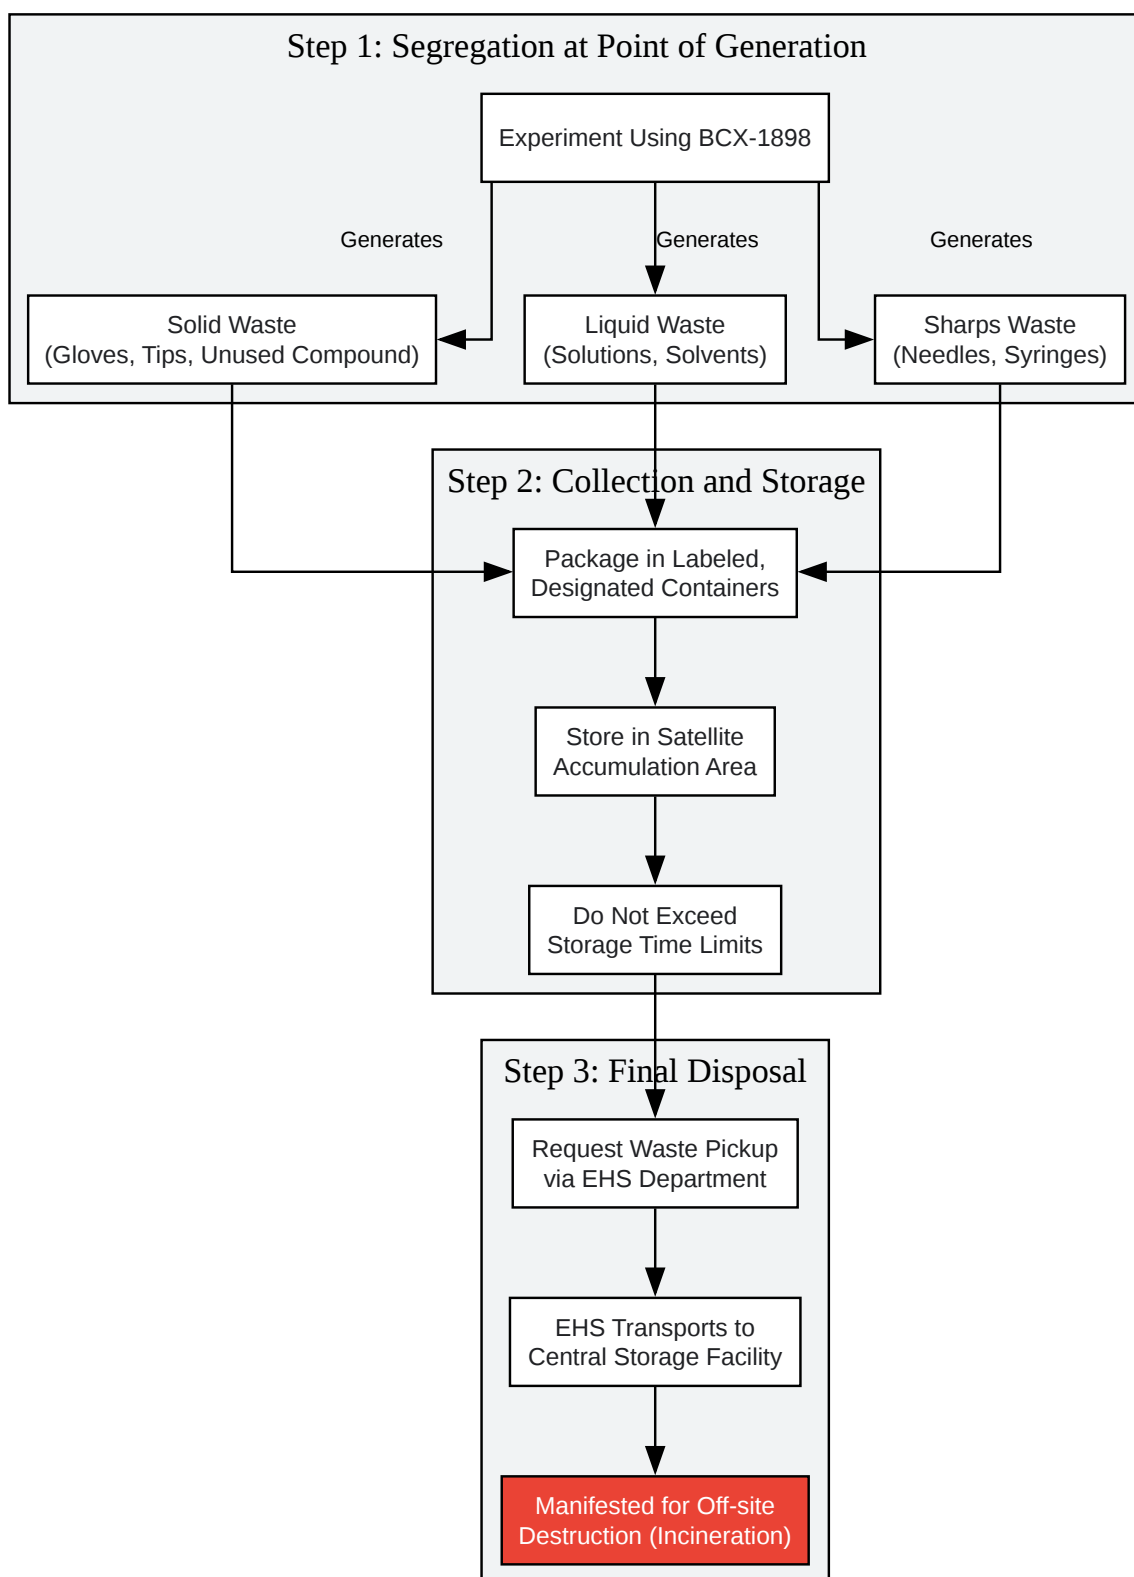 Step 1: Segregation at Point of Generation
Experiment Using BCX-1898
Generates
Generates
Generates
Solid Waste
(Gloves, Tips, Unused Compound)
Liquid Waste
(Solutions, Solvents)
Sharps Waste
(Needles, Syringes)
Step 2: Collection and Storage
Package in Labeled,
Designated Containers
Store in Satellite
Accumulation Area
Do Not Exceed
Storage Time Limits
Step 3: Final Disposal
Request Waste Pickup
via EHS Department
EHS Transports to
Central Storage Facility
Manifested for Off-site
Destruction (Incineration)